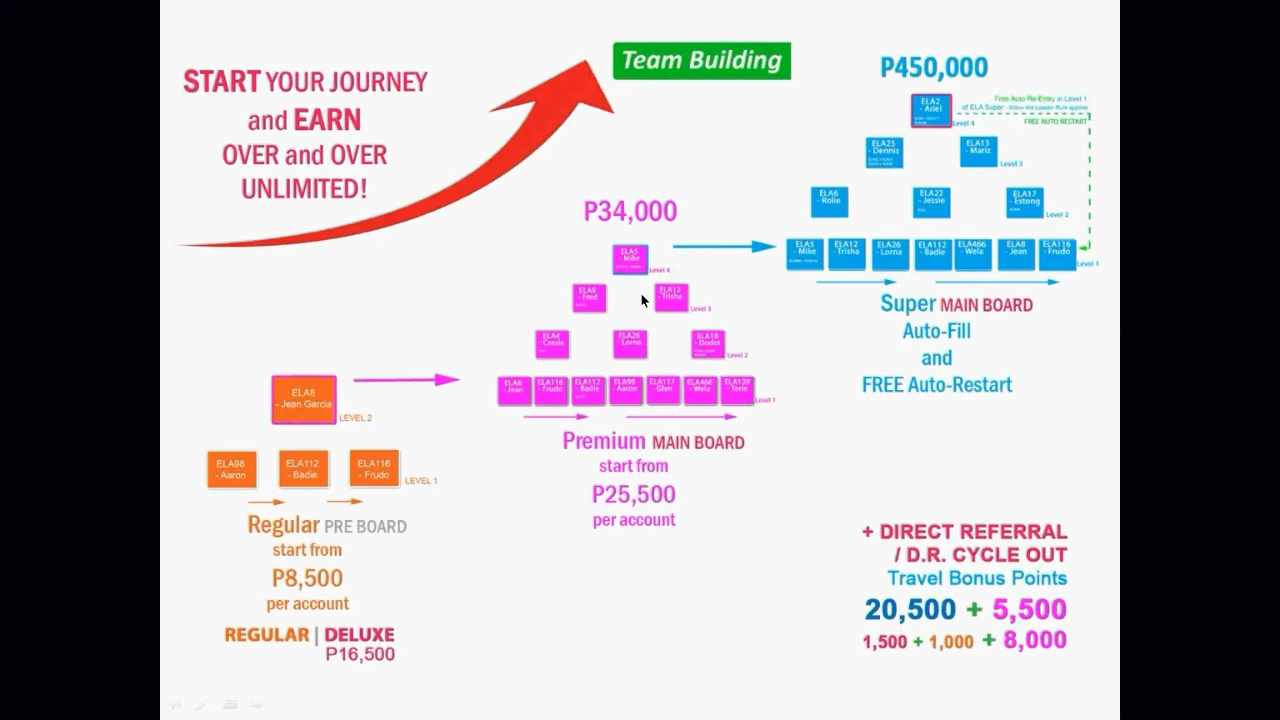 START YOUR JOURNEY
and EARN
OVER and OVER
UNLIMITED!
Team Building
P450,000
ELA2
- Ariel
Level 4
Free Auto Re-Entry in Level 1
of ELA Super - follow the Leader Rule applies
FREE AUTO RESTART
ELA25
- Dennis
ELA13
- Mariz
Level 3
ELA6
- Rolie
ELA22
- Jessie
ELA17
- Estong
Level 2
ELA5
- Mike
ELA12
- Trisha
ELA26
- Lorna
ELA112
- Badie
ELA466
- Wela
ELA8
- Jean
ELA116
- Frudo
Level 1
Super MAIN BOARD
Auto-Fill
and
FREE Auto-Restart
P34,000
ELA5
- Mike
Level 4
- Fred
- Trisha
Level 3
ELA4
- Cassie
ELA26
- Lorna
ELA18
- Dodot
Level 2
ELA8
- Jean
ELA116
- Frudo
ELA112
- Badie
ELA98
- Aaron
ELA117
- Glyn
ELA466
- Wela
ELA139
- Terie
Level 1
Premium MAIN BOARD
start from
P25,500
per account
ELA8
- Jean Garcia
LEVEL 2
ELA98
- Aaron
ELA112
- Badie
ELA116
- Frudo
LEVEL 1
Regular PRE BOARD
start from
P8,500
per account
REGULAR | DELUXE
P16,500
+ DIRECT REFERRAL
/ D.R. CYCLE OUT
Travel Bonus Points
20,500 + 5,500
1,500 + 1,000 + 8,000